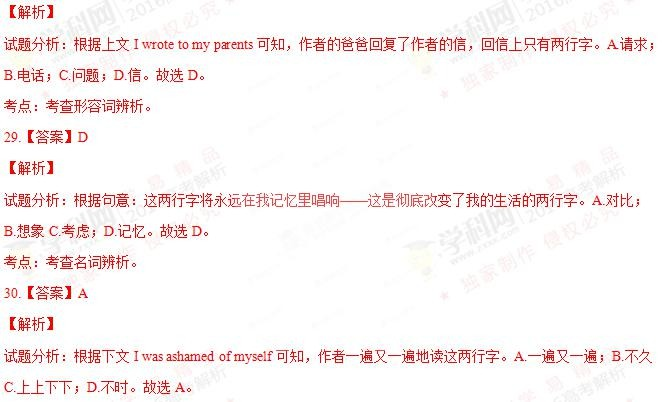 【解析】
试题分析：根据上文 I wrote to my parents 可知，作者的爸爸回复了作者的信，回信上只有两行字。A.请求；
B.电话；C.问题；D.信。故选 D。
考点：考查形容词辨析。
29.【答案】D
【解析】
试题分析：根据句意：这两行字将永远在我记忆里唱响——这是彻底改变了我的生活的两行字。A.对比；
B.想象 C.考虑；D.记忆。故选 D。
考点：考查名词辨析。
30.【答案】A
【解析】
试题分析：根据下文 I was ashamed of myself 可知，作者一遍又一遍地读这两行字。A.一遍又一遍；B.不久
C.上上下下；D.不时。故选 A。